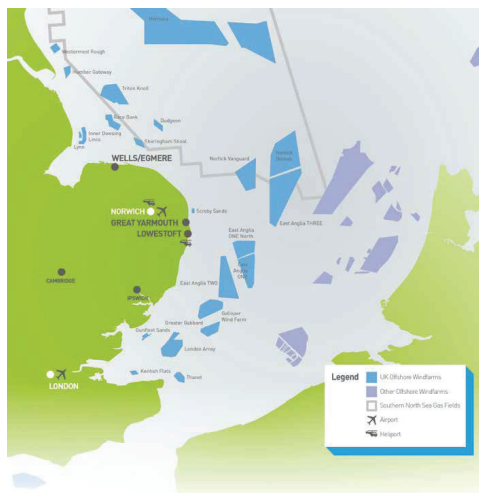 Hornsea
Westermost Rough
Humber Gateway
Triton Knoll
Race Bank
Dudgeon
Inner Dowsing
Lincs
Lynn
Sheringham Shoal
WELLS/EGMERE
Norfolk Vanguard
Norfolk
Boreas
NORWICH
Scroby Sands
GREAT YARMOUTH
LOWESTOFT
East Anglia THREE
East Anglia
ONE North
East
Anglia
ONE
CAMBRIDGE
IPSWICH
East Anglia TWO
Galloper
Wind Farm
Greater Gabbard
Gunfleet Sands
London Array
Kentish Flats
Thanet
LONDON
Legend
UK Offshore Windfarms
Other Offshore Windfarms
Southern North Sea Gas Fields
Airport
Heliport